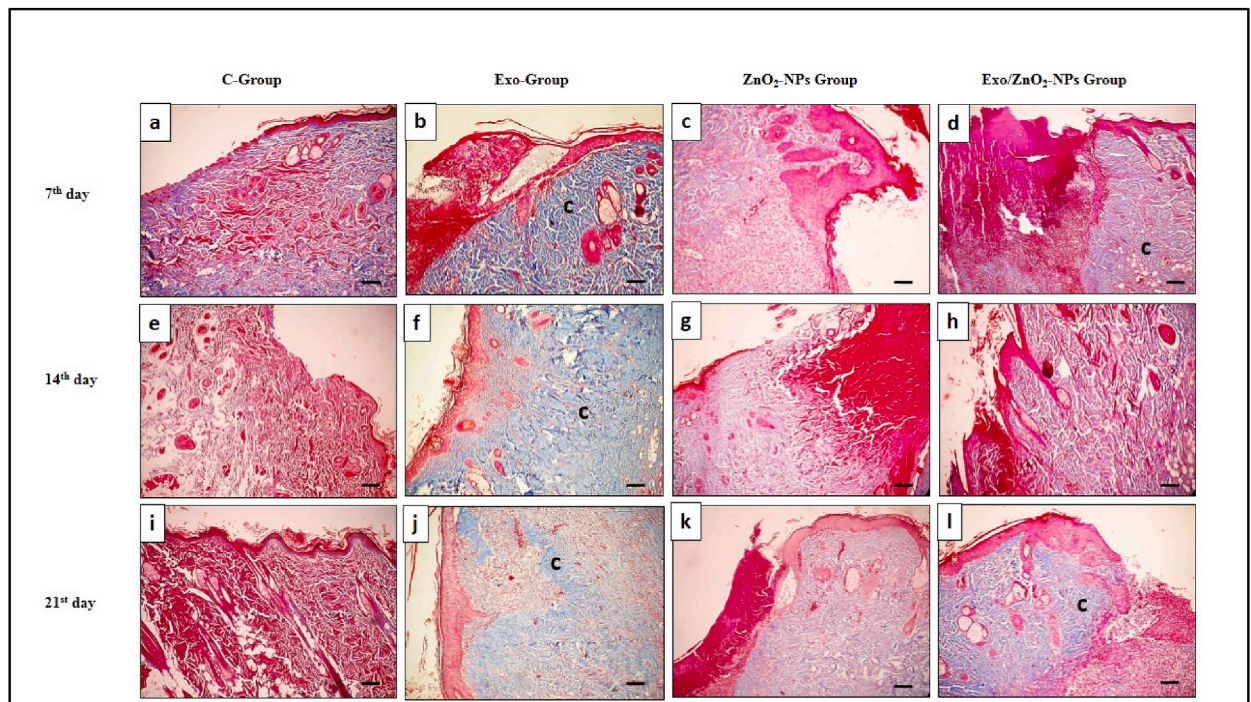 C-Group Exo-Group ZnO₂-NPs Group Exo/ZnO₂-NPs Group
7th day
a b c d
c c
14th day
e f g h
c
21st day
i j k l
c c